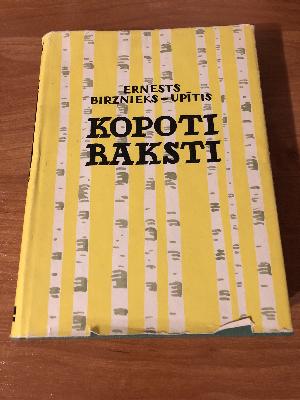 ERNESTS
BIRZNIEKS-UPĪTIS
KOPOTI
RAKSTI